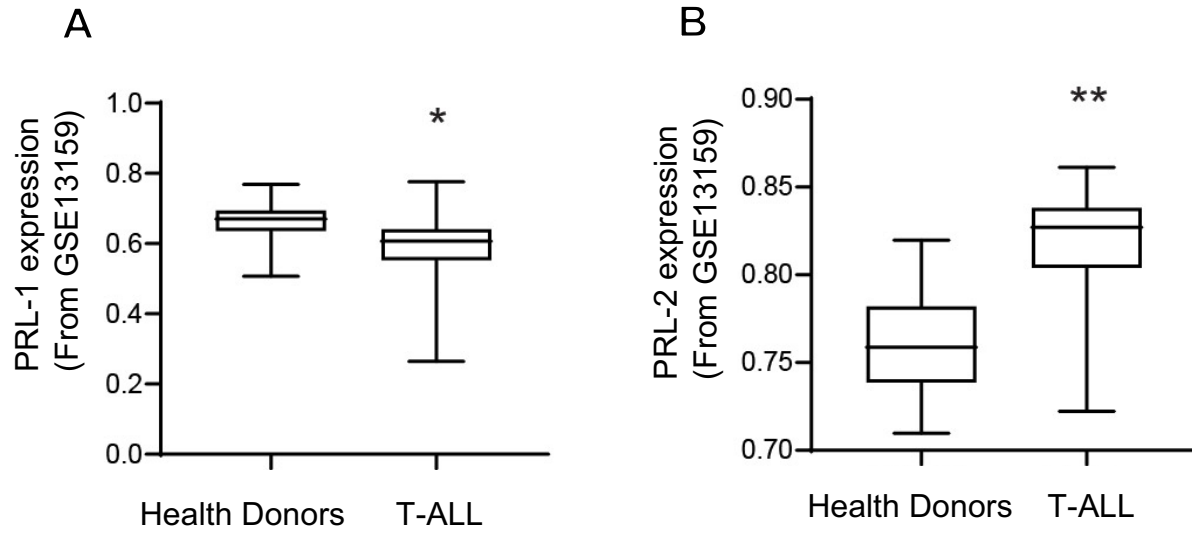 A
PRL-1 expression
(From GSE13159)
1.0
0.8
0.6
0.4
0.2
0.0
*
Health Donors
T-ALL
B
PRL-2 expression
(From GSE13159)
0.90
0.85
0.80
0.75
0.70
**
Health Donors
T-ALL